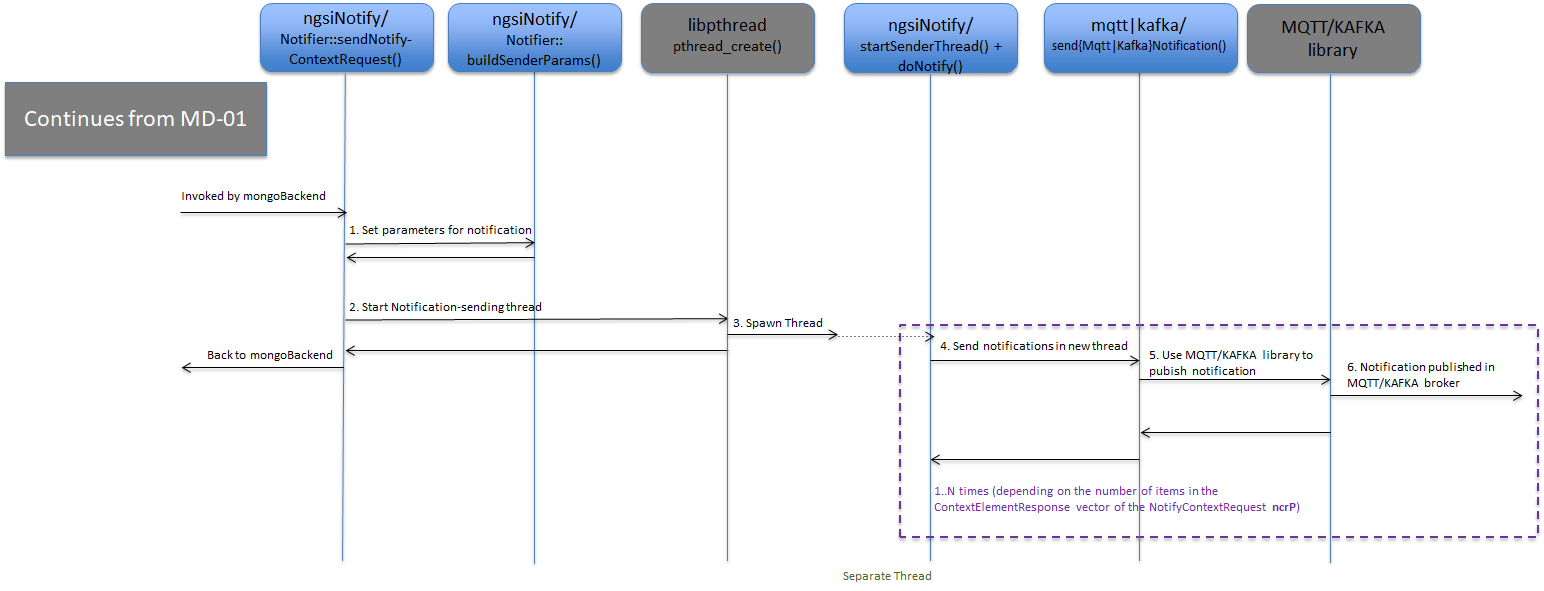 ngsiNotify/
Notifier::sendNotify-
ContextRequest()
ngsiNotify/
Notifier::
buildSenderParams()
libpthread
pthread_create()
ngsiNotify/
startSenderThread() +
doNotify()
mqtt|kafka/
send{Mqtt|Kafka}Notification()
MQTT/KAFKA
library
Continues from MD-01
Invoked by mongoBackend
1. Set parameters for notification
2. Start Notification-sending thread
3. Spawn Thread
Back to mongoBackend
4. Send notifications in new thread
5. Use MQTT/KAFKA library to
pubish notification
6. Notification published in
MQTT/KAFKA broker
1..N times (depending on the number of items in the
ContextElementResponse vector of the NotifyContextRequest ncrP)
Separate Thread